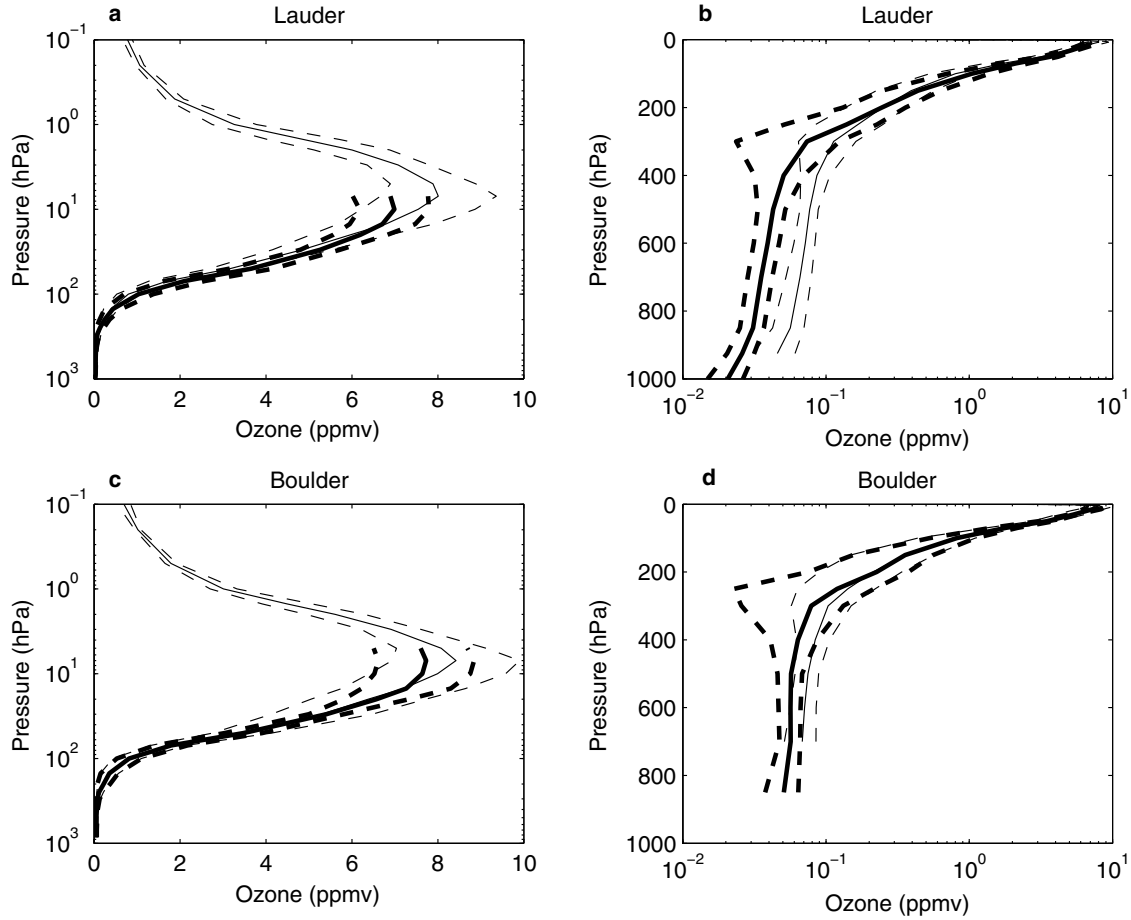 a
Lauder
10⁻¹
10⁰
10¹
10²
10³
Pressure (hPa)
0 2 4 6 8 10
Ozone (ppmv)
b
Lauder
0
200
400
600
800
1000
Pressure (hPa)
10⁻² 10⁻¹ 10⁰ 10¹
Ozone (ppmv)
c
Boulder
10⁻¹
10⁰
10¹
10²
10³
Pressure (hPa)
0 2 4 6 8 10
Ozone (ppmv)
d
Boulder
0
200
400
600
800
1000
Pressure (hPa)
10⁻² 10⁻¹ 10⁰ 10¹
Ozone (ppmv)